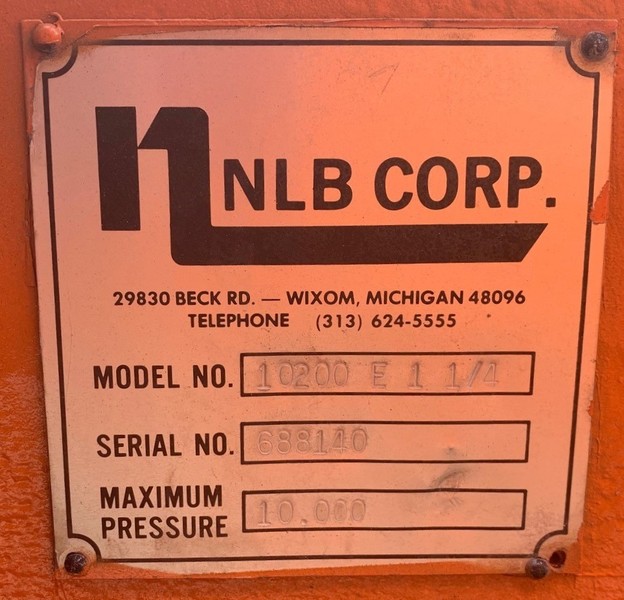 NLB CORP.
29830 BECK RD. — WIXOM, MICHIGAN 48096
TELEPHONE (313) 624-5555
MODEL NO. 10200 E 1 1/4
SERIAL NO. 688140
MAXIMUM
PRESSURE 10,000